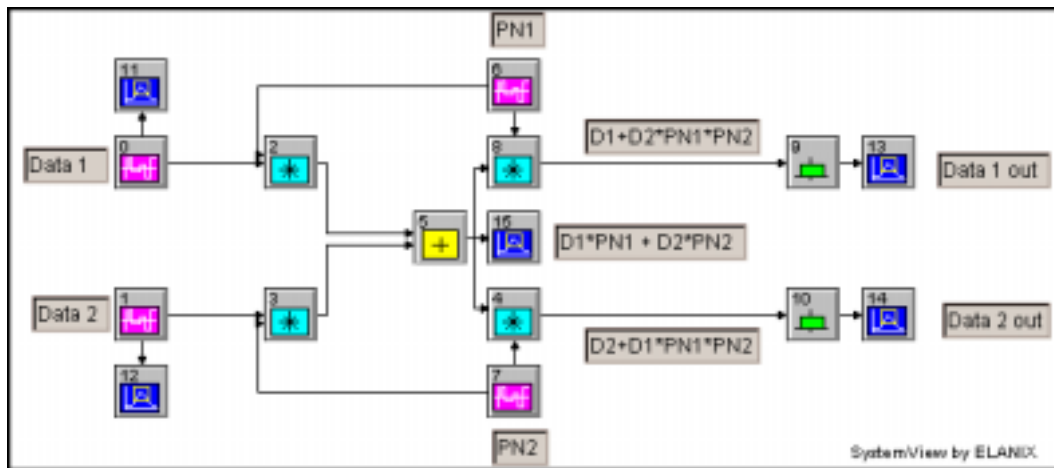 PN1
11
6
0
2
8
D1+D2*PN1*PN2
9
13
Data 1
Data 1 out
5
15
D1*PN1 + D2*PN2
1
3
4
10
14
Data 2
Data 2 out
D2+D1*PN1*PN2
12
7
PN2
SystemView by ELANIX